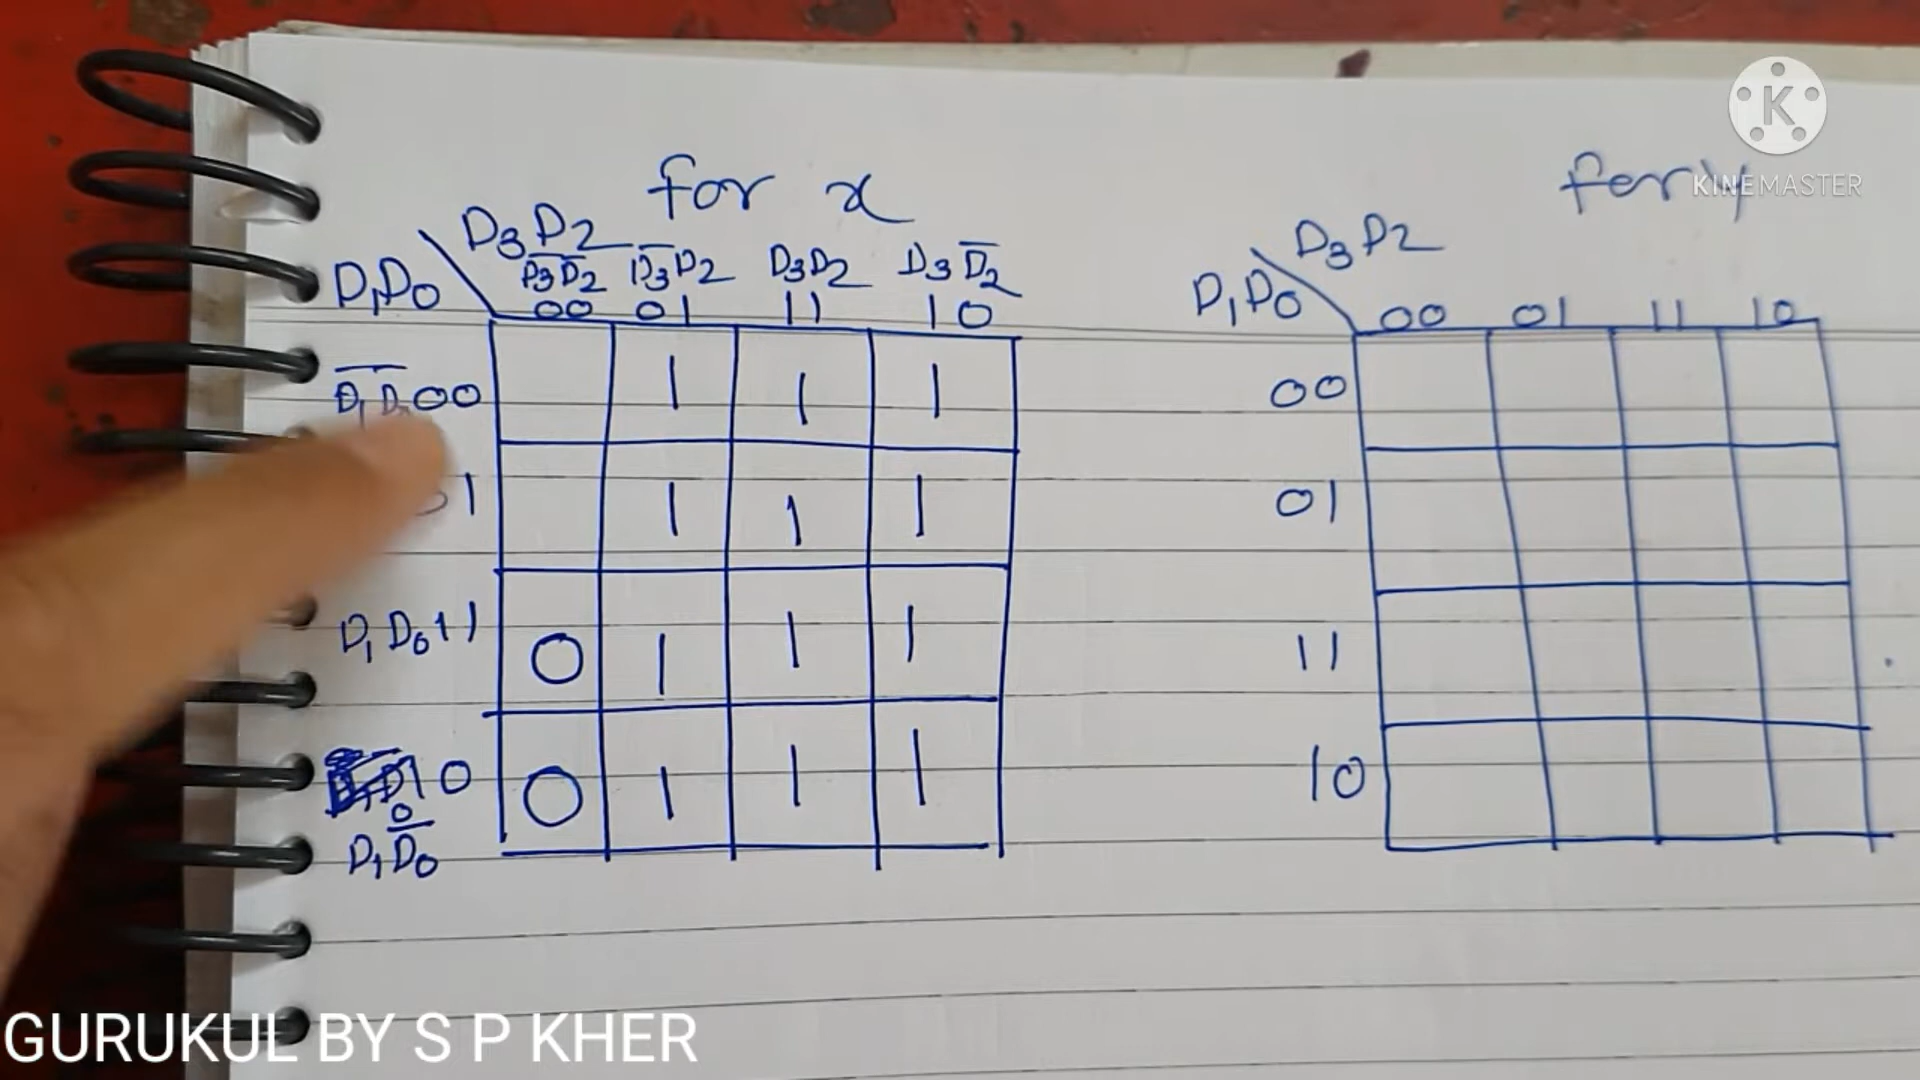 for x
D3D2
D̅3D̅2 D̅3D2 D3D2 D3D̅2
D1D0 00 01 11 10
00 1 1 1
01 1 1 1
D1D0 11 0 1 1 1
10 0 1 1 1
D1D̅0
for y
D3D2
D1D0 00 01 11 10
00
01
11
10
K
KINEMASTER
GURUKUL BY S P KHER